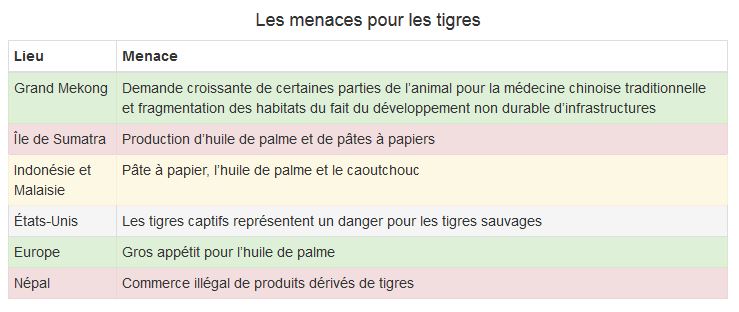 Les menaces pour les tigres
Lieu Menace
Grand Mekong Demande croissante de certaines parties de l’animal pour la médecine chinoise traditionnelle
et fragmentation des habitats du fait du développement non durable d’infrastructures
Île de Sumatra Production d’huile de palme et de pâtes à papiers
Indonésie et Pâte à papier, l’huile de palme et le caoutchouc
Malaisie
États-Unis Les tigres captifs représentent un danger pour les tigres sauvages
Europe Gros appétit pour l’huile de palme
Népal Commerce illégal de produits dérivés de tigres